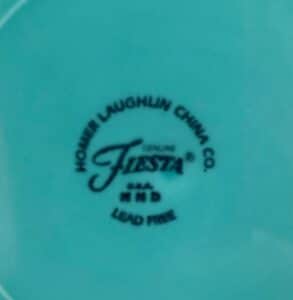 HOMER LAUGHLIN CHINA CO.
GENUINE
FIESTA®
U.S.A.
LEAD FREE